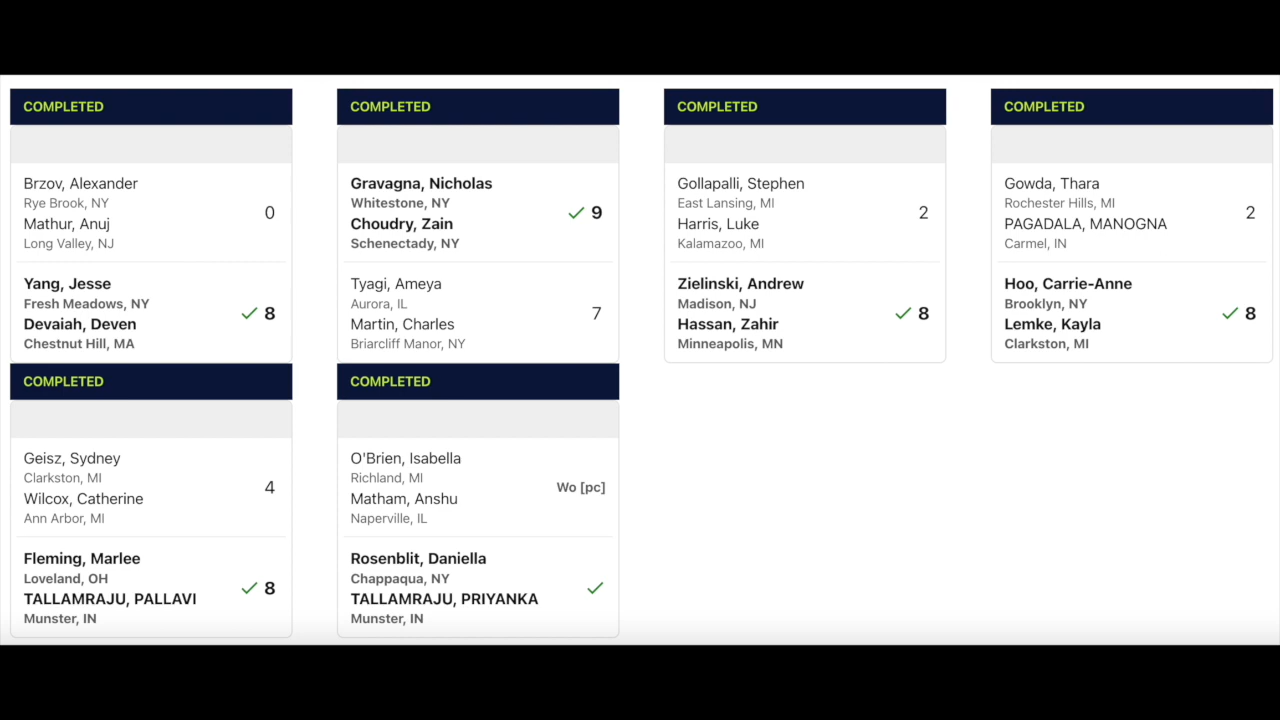 COMPLETED
Brzov, Alexander
Rye Brook, NY
Mathur, Anuj
Long Valley, NJ
0
Yang, Jesse
Fresh Meadows, NY
Devaiah, Deven
Chestnut Hill, MA
✓ 8
COMPLETED
Gravagna, Nicholas
Whitestone, NY
Choudry, Zain
Schenectady, NY
✓ 9
Tyagi, Ameya
Aurora, IL
Martin, Charles
Briarcliff Manor, NY
7
COMPLETED
Gollapalli, Stephen
East Lansing, MI
Harris, Luke
Kalamazoo, MI
2
Zielinski, Andrew
Madison, NJ
Hassan, Zahir
Minneapolis, MN
✓ 8
COMPLETED
Gowda, Thara
Rochester Hills, MI
PAGADALA, MANOGNA
Carmel, IN
2
Hoo, Carrie-Anne
Brooklyn, NY
Lemke, Kayla
Clarkston, MI
✓ 8
COMPLETED
Geisz, Sydney
Clarkston, MI
Wilcox, Catherine
Ann Arbor, MI
4
Fleming, Marlee
Loveland, OH
TALLAMRAJU, PALLAVI
Munster, IN
✓ 8
COMPLETED
O'Brien, Isabella
Richland, MI
Matham, Anshu
Naperville, IL
Wo [pc]
Rosenblit, Daniella
Chappaqua, NY
TALLAMRAJU, PRIYANKA
Munster, IN
✓